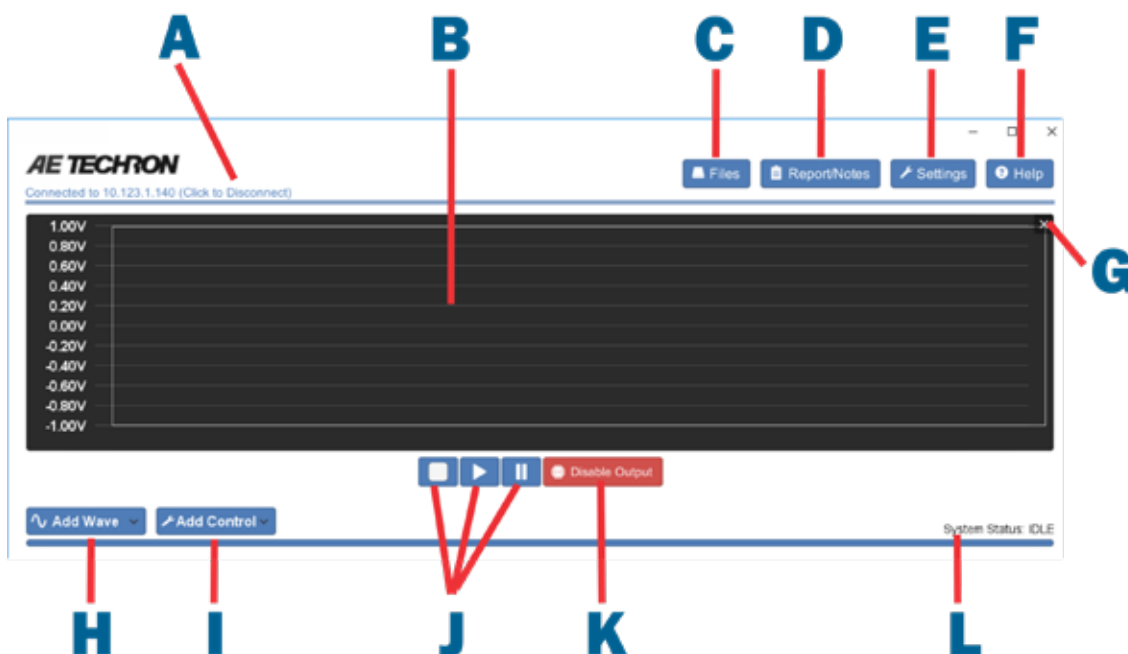 A B C D E F
AE TECHRON
Connected to 10.123.1.140 (Click to Disconnect)
Files Report/Notes Settings Help
1.00V
0.80V
0.60V
0.40V
0.20V
0.00V
-0.20V
-0.40V
-0.60V
-0.80V
-1.00V
G
Disable Output
Add Wave Add Control
System Status: IDLE
H I J K L